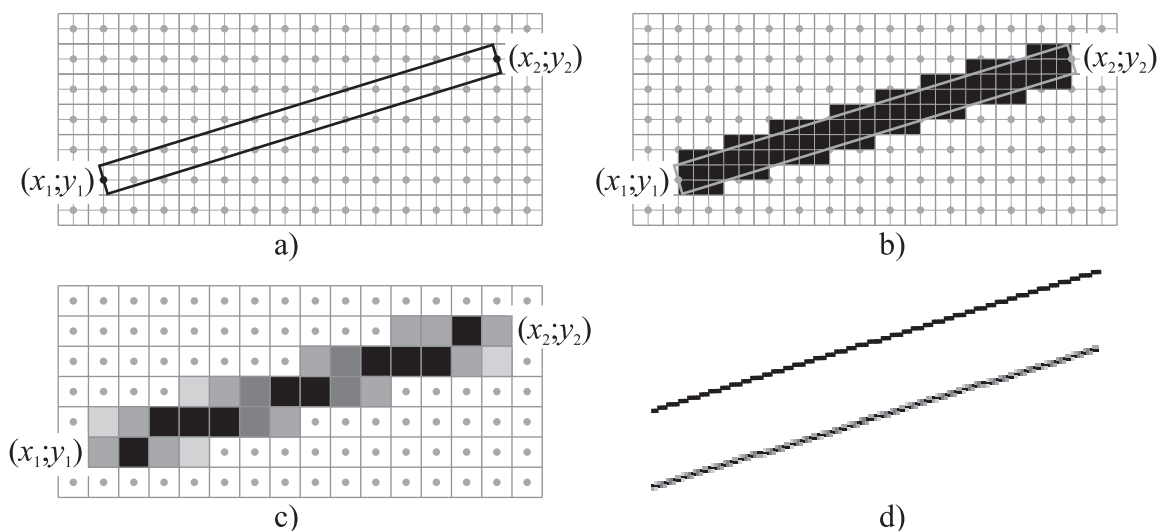 (x₂;y₂)
(x₁;y₁)
a)
(x₂;y₂)
(x₁;y₁)
b)
(x₂;y₂)
(x₁;y₁)
c)
d)